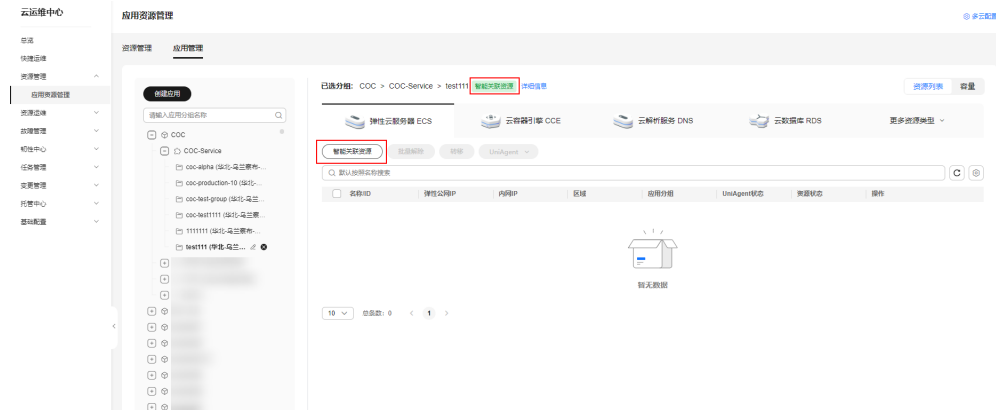 云运维中心
应用资源管理
多云配置
总览
快捷运维
资源管理
应用资源管理
资源运维
故障管理
韧性中心
任务管理
变更管理
托管中心
基础配置
资源管理 应用管理
创建应用
请输入应用分组名称
COC
COC-Service
coc-alpha (华北-乌兰察布-...
coc-production-10 (华北-...
coc-test-group (华北-乌兰...
coc-test1111 (华北-乌兰察...
1111111 (华北-乌兰察布-...
test111 (华北-乌兰...
已选分组: COC > COC-Service > test111 智能关联资源 详细信息
资源列表 容量
弹性云服务器 ECS 云容器引擎 CCE 云解析服务 DNS 云数据库 RDS 更多资源类型
智能关联资源 批量解除 转移 UniAgent
默认按照名称搜索
名称/ID 弹性公网IP 内网IP 区域 应用分组 UniAgent状态 资源状态 操作
暂无数据
10 总条数: 0 < 1 >